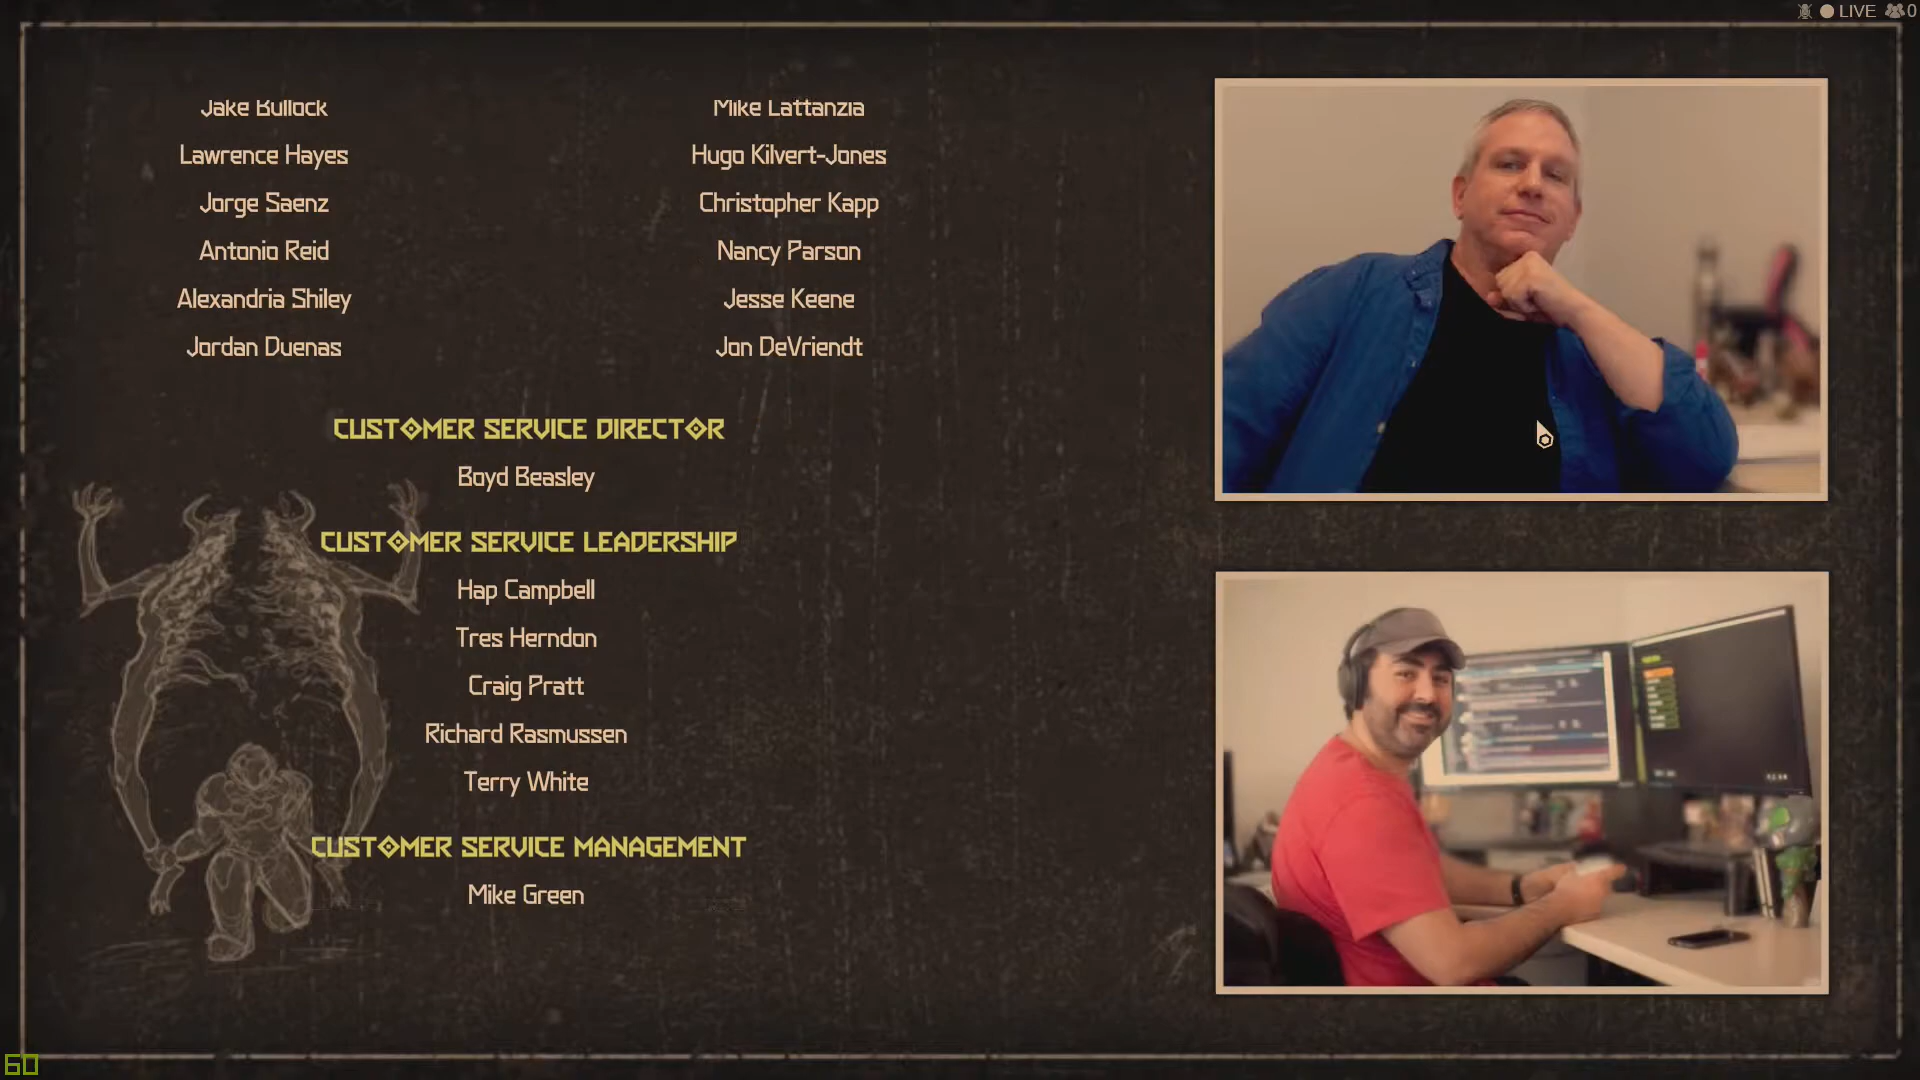 LIVE 0
Jake Bullock
Mike Lattanzia
Lawrence Hayes
Hugo Kilvert-Jones
Jorge Saenz
Christopher Kapp
Antonio Reid
Nancy Parson
Alexandria Shiley
Jesse Keene
Jordan Duenas
Jon DeVriendt
CUSTOMER SERVICE DIRECTOR
Boyd Beasley
CUSTOMER SERVICE LEADERSHIP
Hap Campbell
Tres Herndon
Craig Pratt
Richard Rasmussen
Terry White
CUSTOMER SERVICE MANAGEMENT
Mike Green
60